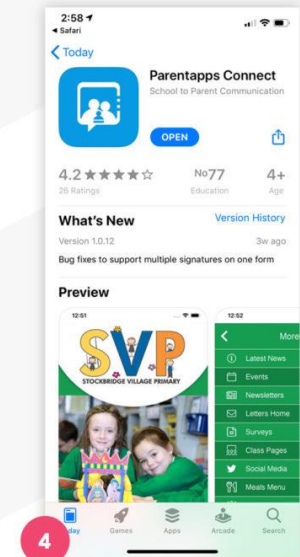 2:58
Safari
Today
Parentapps Connect
School to Parent Communication
OPEN
4.2 ★★★★☆
No77
4+
26 Ratings
Education
Age
What's New
Version History
Version 1.0.12
3w ago
Bug fixes to support multiple signatures on one form
Preview
12:51
12:52
SVP
STOCKBRIDGE VILLAGE PRIMARY
More
Latest News
Events
Newsletters
Letters Home
Surveys
Class Pages
Social Media
Meals Menu
day
Games
Apps
Arcade
Search
4